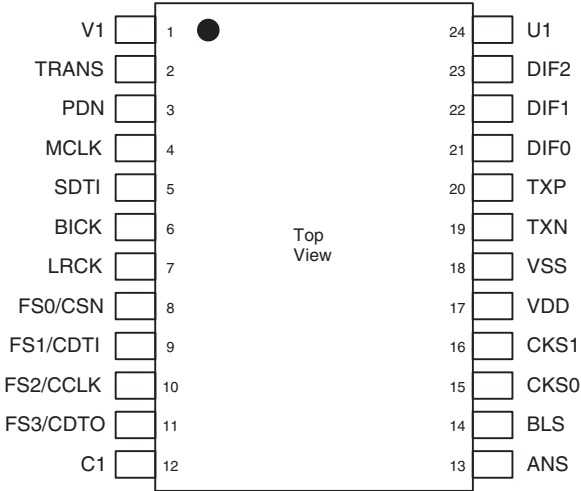 V1 1 24 U1
TRANS 2 23 DIF2
PDN 3 22 DIF1
MCLK 4 21 DIF0
SDTI 5 20 TXP
BICK 6 19 TXN
Top
View
LRCK 7 18 VSS
FS0/CSN 8 17 VDD
FS1/CDTI 9 16 CKS1
FS2/CCLK 10 15 CKS0
FS3/CDTO 11 14 BLS
C1 12 13 ANS